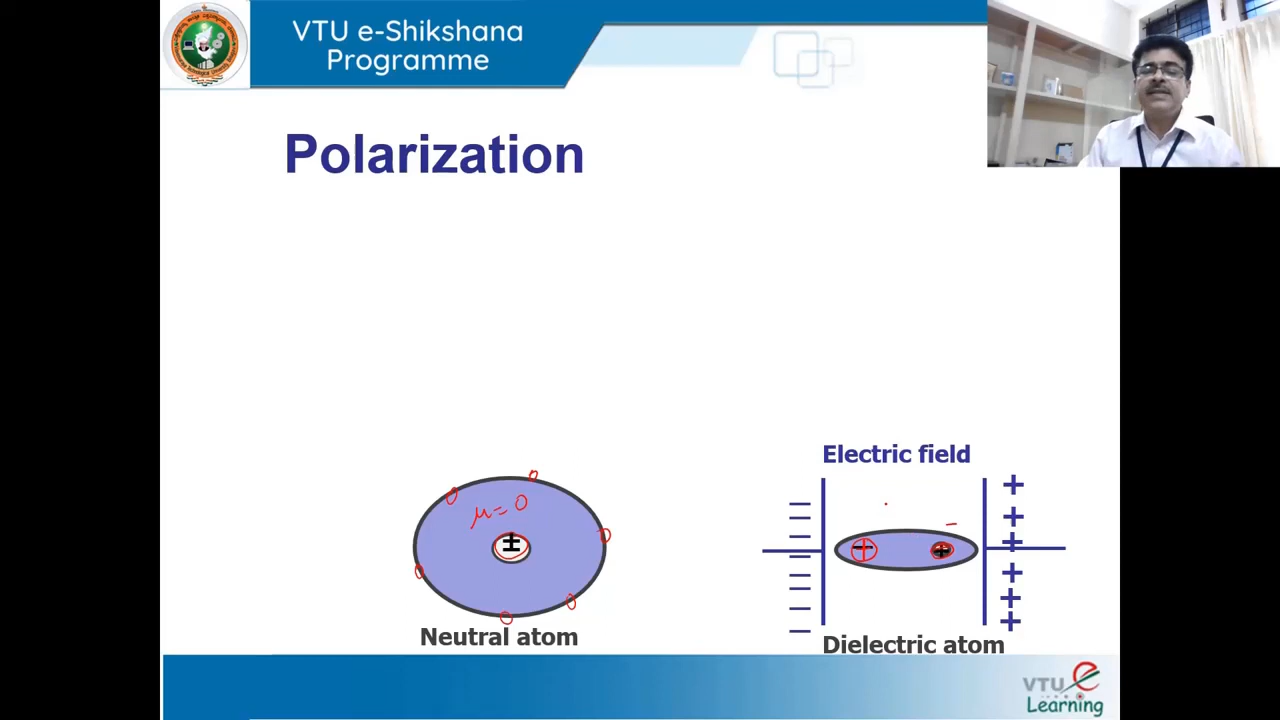 VTU e-Shikshana
Programme
Polarization
Electric field
μ = 0
±
Neutral atom
Dielectric atom
VTU e
Learning